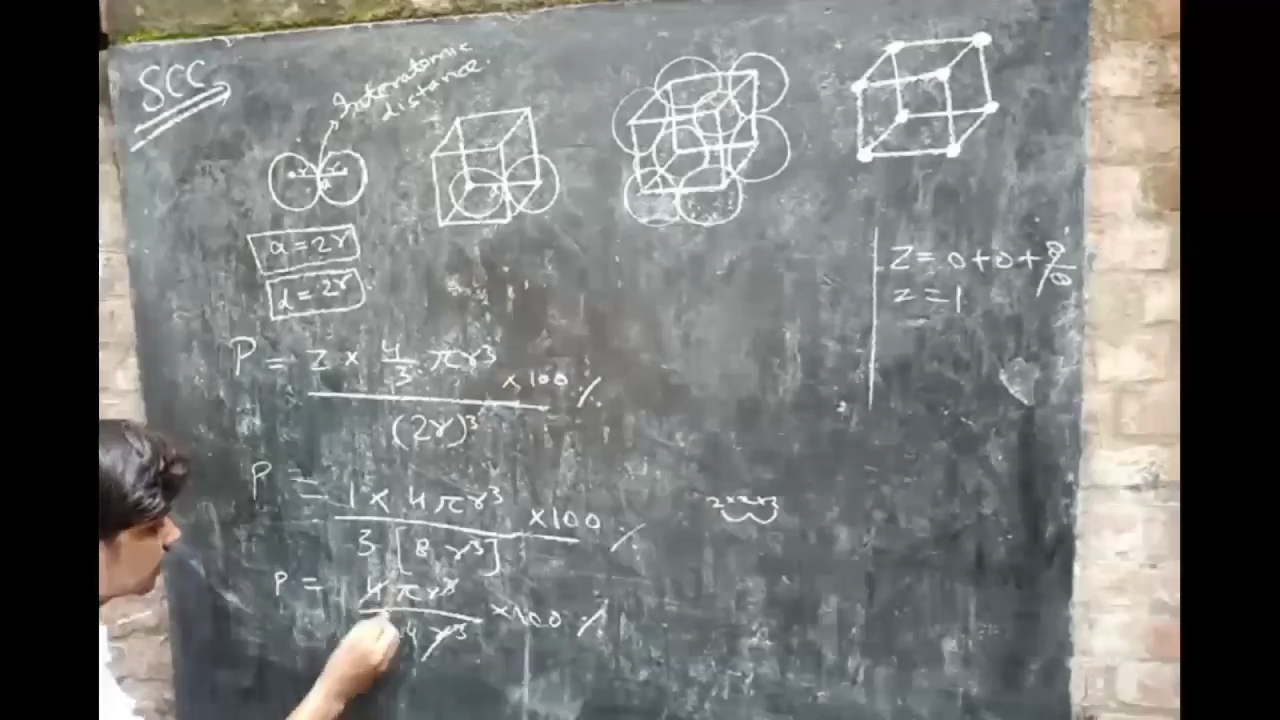 SCC
Interatomic
distance.
r r
a
a = 2r
d = 2r
Z = 0 + 0 + 8/8
Z = 1
P = Z × 4/3 πr³ / (2r)³ × 100 %
P = 1 × 4πr³ / 3 [8 r³] × 100 %
P = 4πr³ / 4 r³ × 100 %